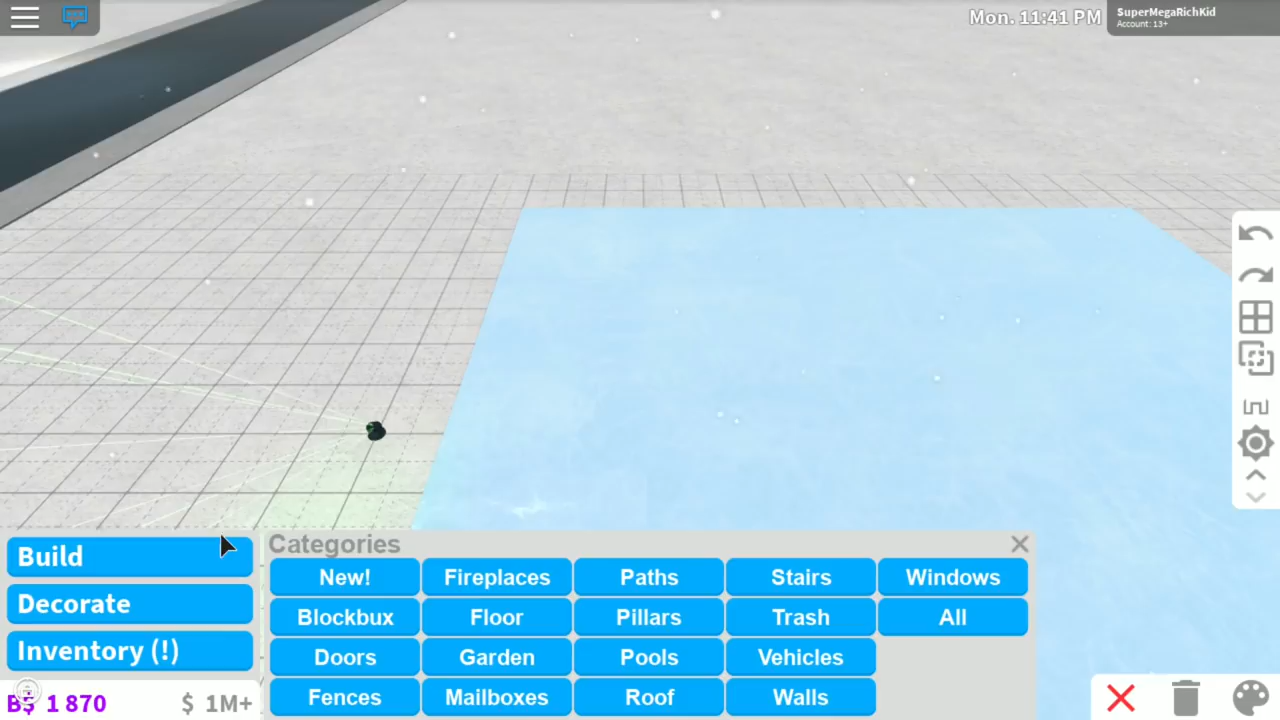 Mon. 11:41 PM
SuperMegaRichKid
Account: 13+
Build
Decorate
Inventory (!)
B$ 1 870
$ 1M+
Categories
New! Fireplaces Paths Stairs Windows
Blockbux Floor Pillars Trash All
Doors Garden Pools Vehicles
Fences Mailboxes Roof Walls